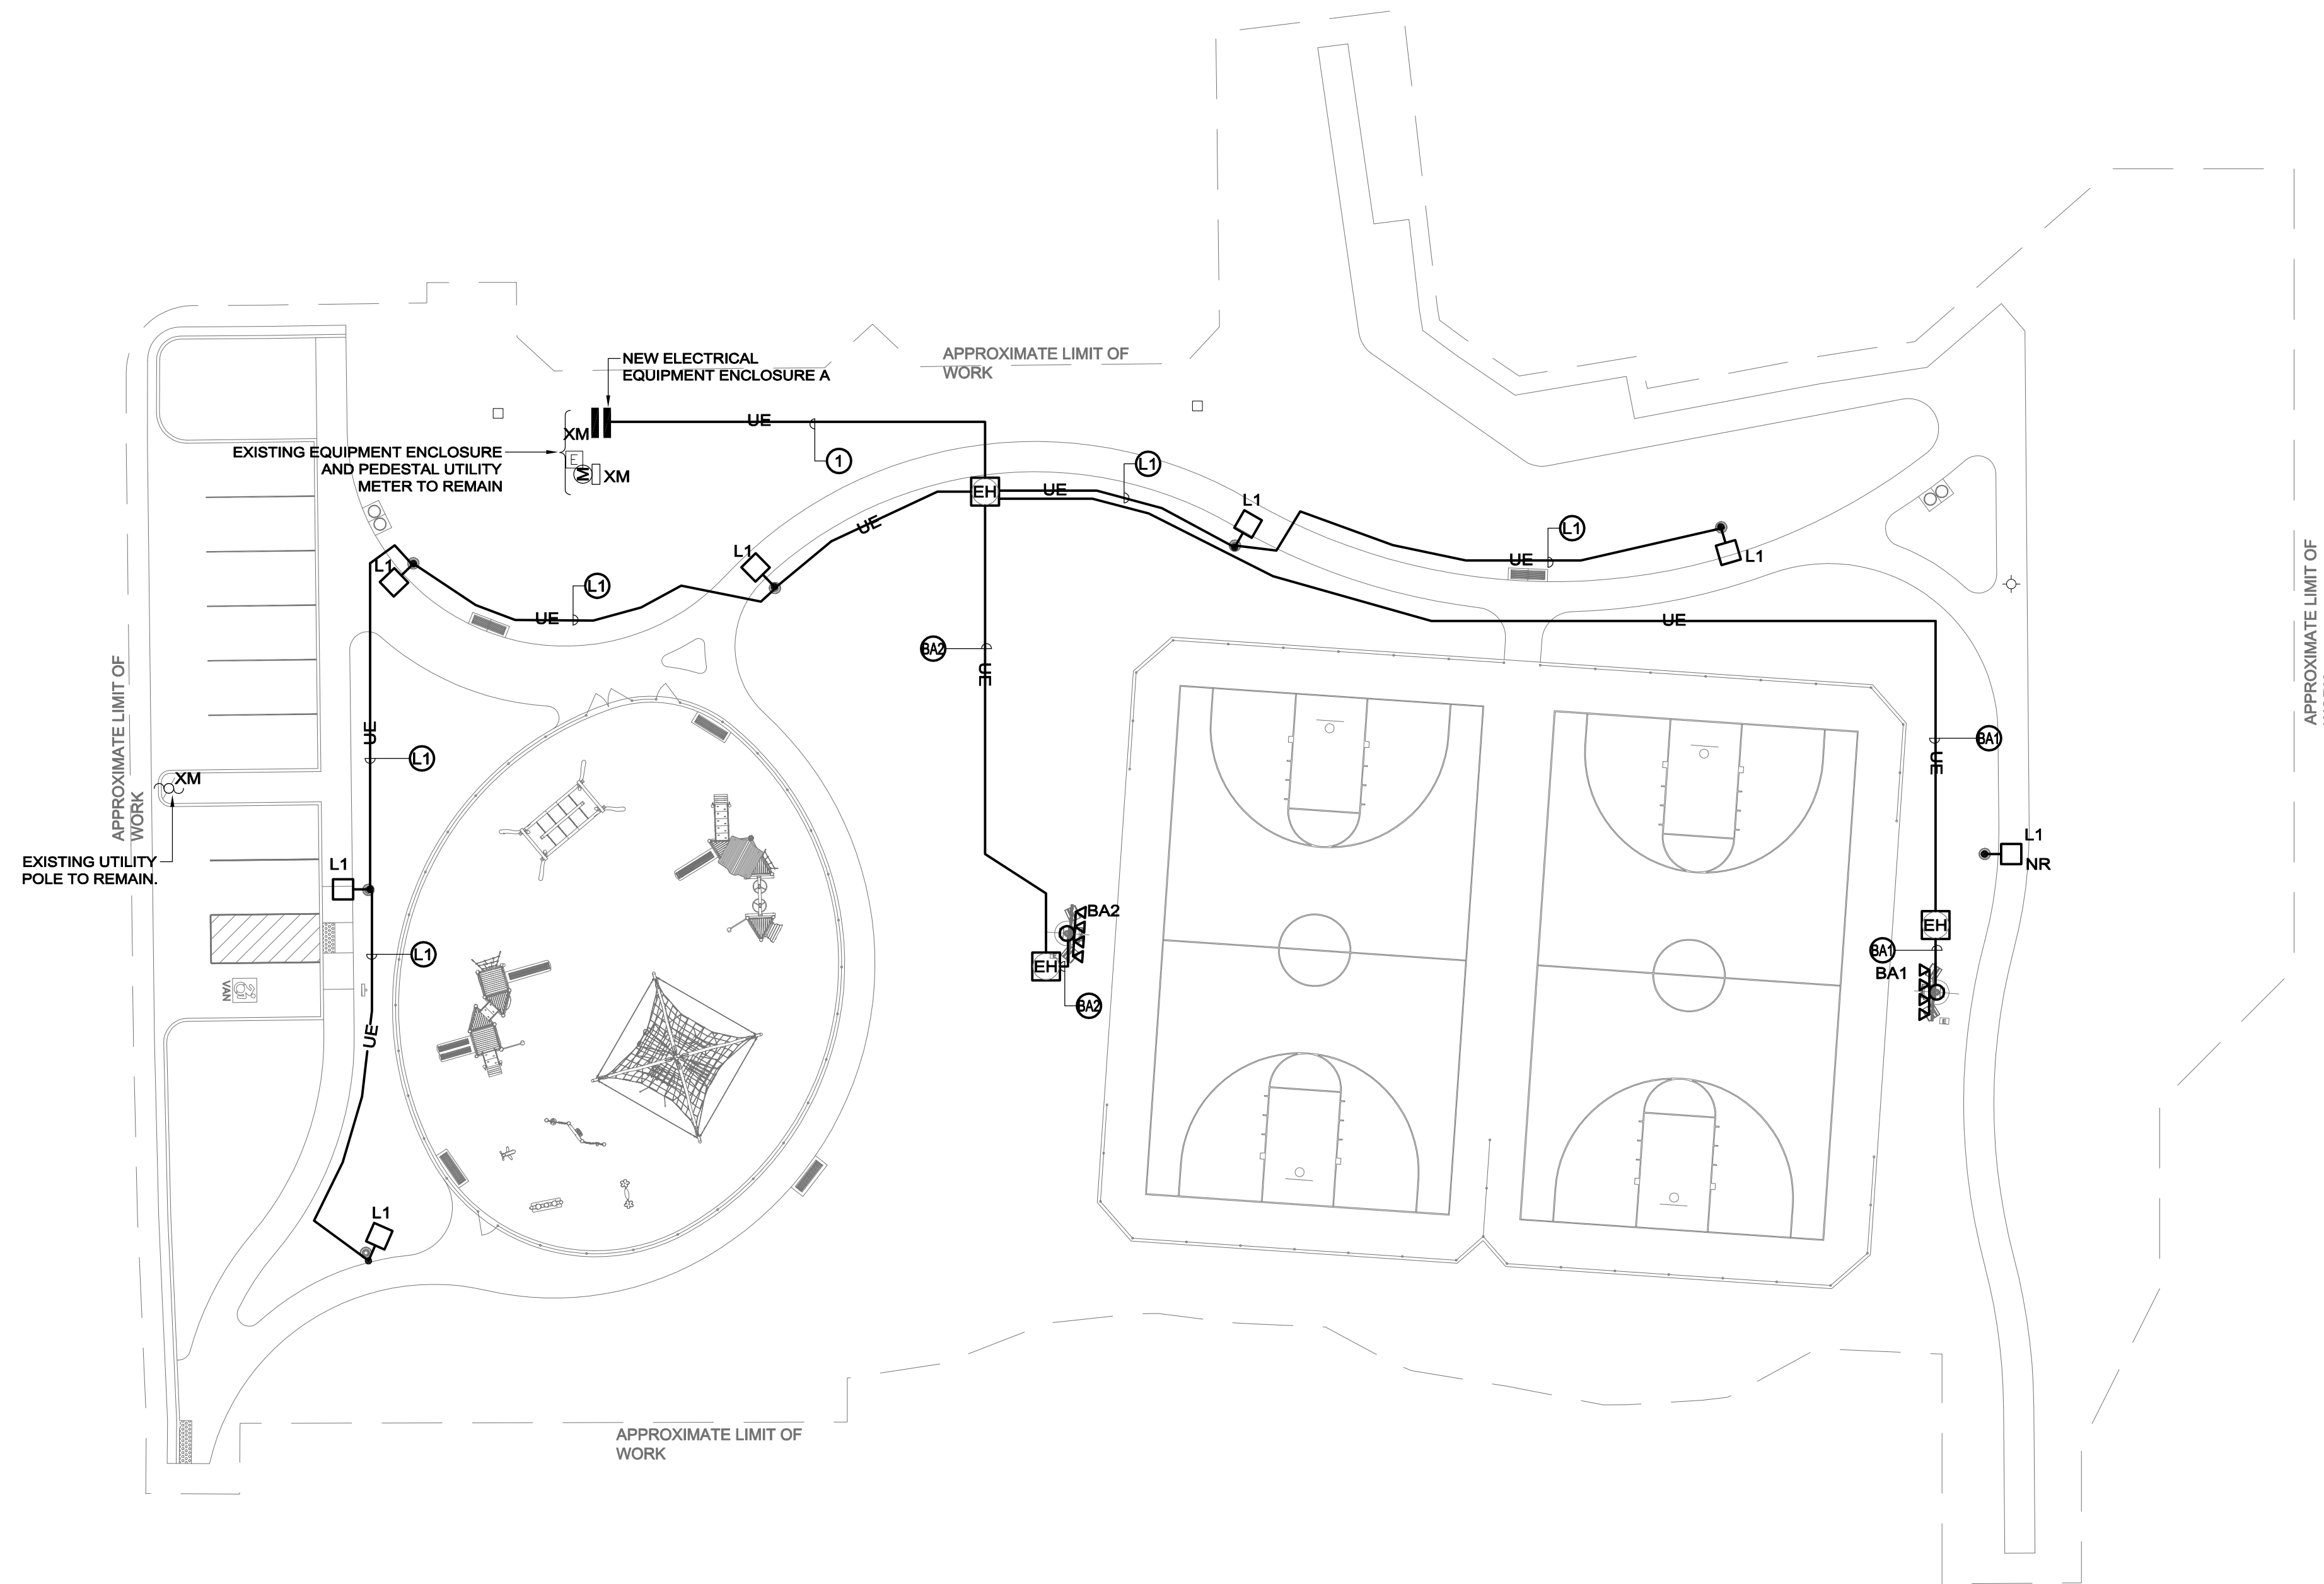 NEW ELECTRICAL
EQUIPMENT ENCLOSURE A
APPROXIMATE LIMIT OF
WORK
UE
XM
EXISTING EQUIPMENT ENCLOSURE
AND PEDESTAL UTILITY
METER TO REMAIN
E
M
XM
1
EH
UE
L1
L1
UE
L1
L1
UE
L1
L1
L1
UE
UE
BA2
UE
APPROXIMATE LIMIT OF
WORK
UE
L1
BA1
UE
APPROXIMATE LIMIT OF
XM
EXISTING UTILITY
POLE TO REMAIN.
L1
L1
NR
BA2
EH
BA2
EH
BA1
BA1
L1
VAN
UE
L1
APPROXIMATE LIMIT OF
WORK